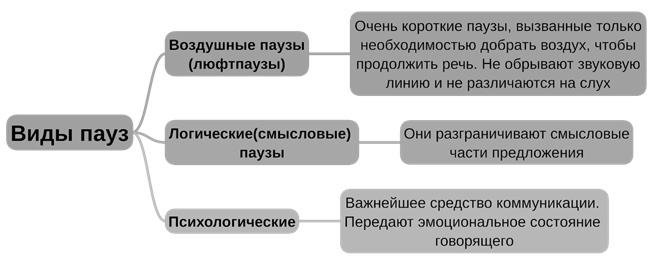 Виды пауз
Воздушные паузы
(люфтпаузы)
Очень короткие паузы, вызванные только
необходимостью добрать воздух, чтобы
продолжить речь. Не обрывают звуковую
линию и не различаются на слух
Логические(смысловые)
паузы
Они разграничивают смысловые
части предложения
Психологические
Важнейшее средство коммуникации.
Передают эмоциональное состояние
говорящего